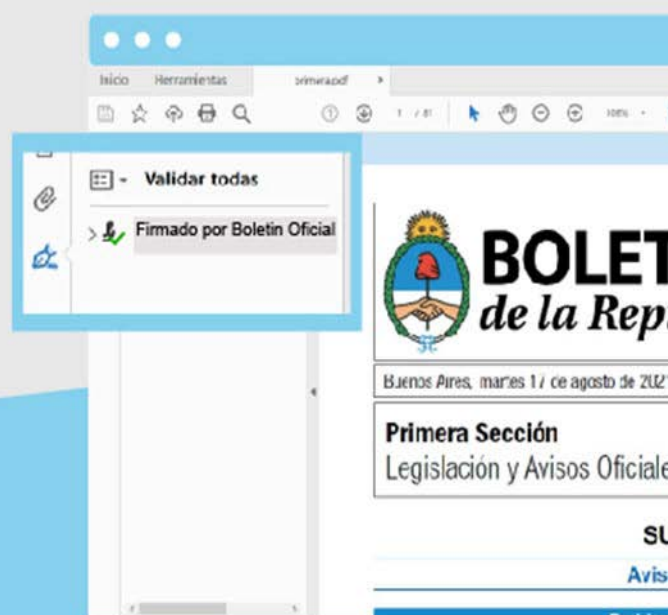 Inicio Herramientas primera.pdf
1 / 81 100%
Validar todas
Firmado por Boletin Oficial
BOLET
de la Rep
Buenos Aires, martes 17 de agosto de 202
Primera Sección
Legislación y Avisos Oficiale
SU
Avis